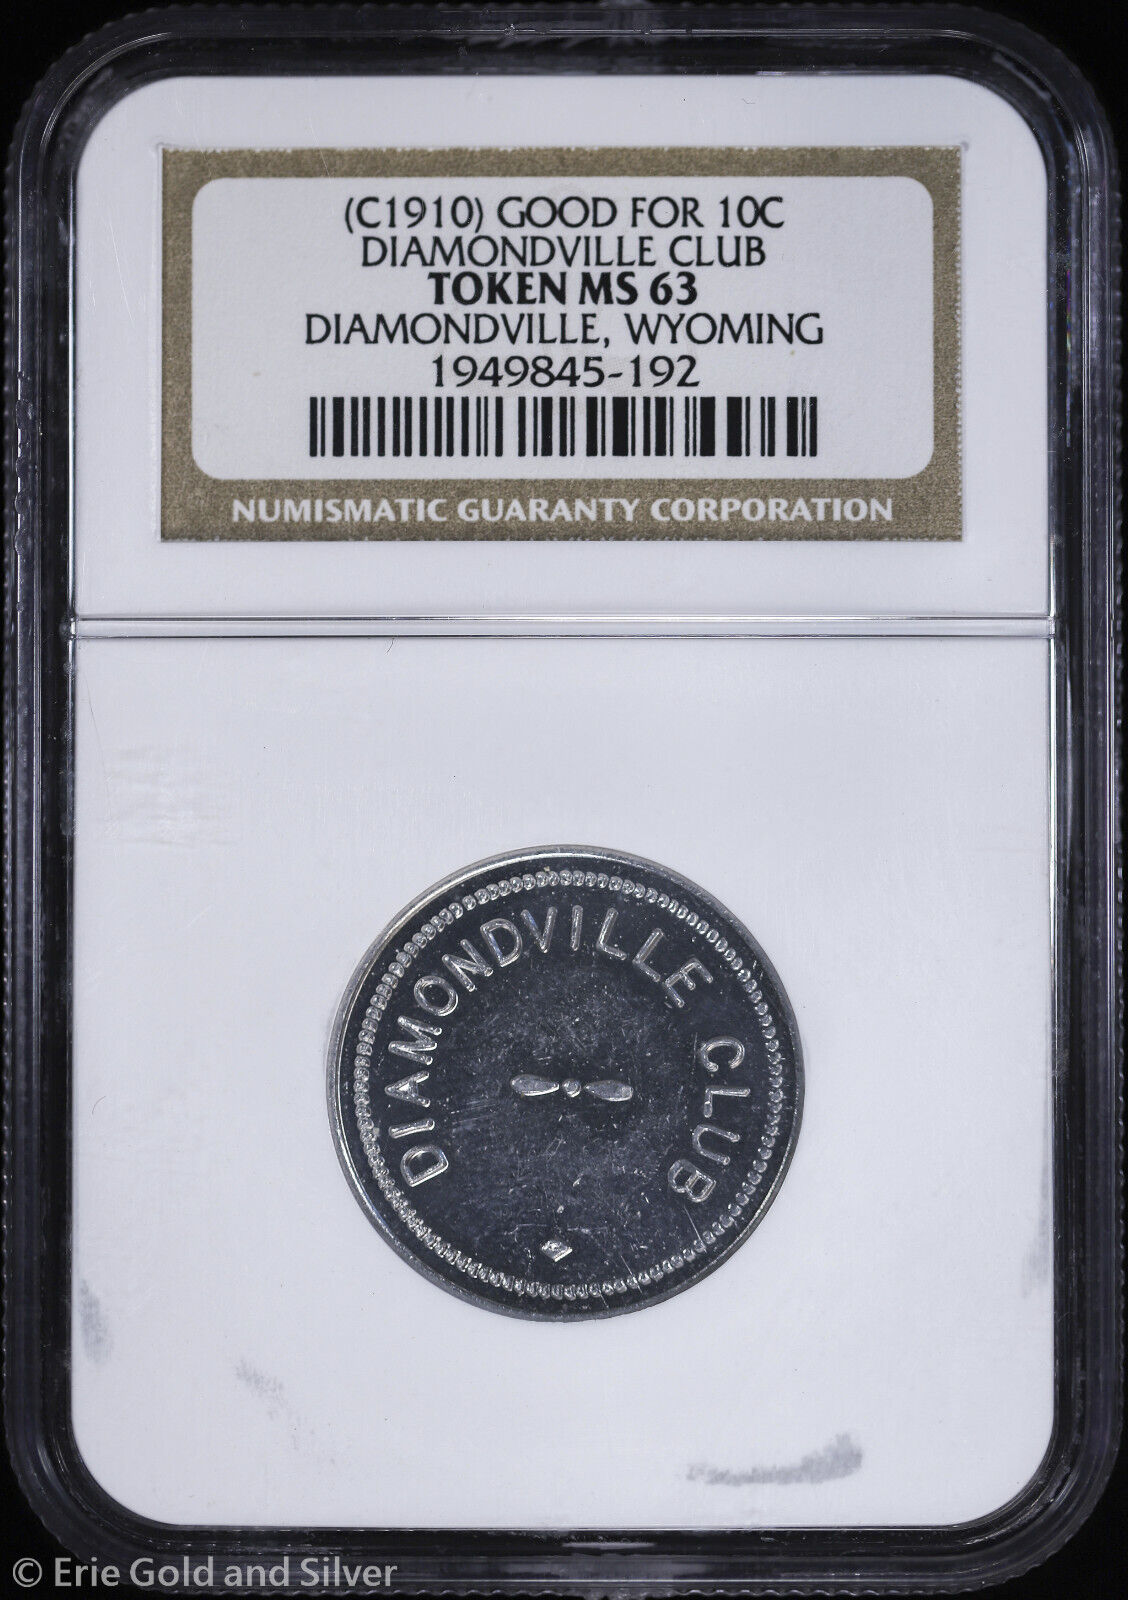 (C1910) GOOD FOR 10C
DIAMONDVILLE CLUB
TOKEN MS 63
DIAMONDVILLE, WYOMING
1949845-192
NUMISMATIC GUARANTY CORPORATION
DIAMONDVILLE CLUB
© Erie Gold and Silver